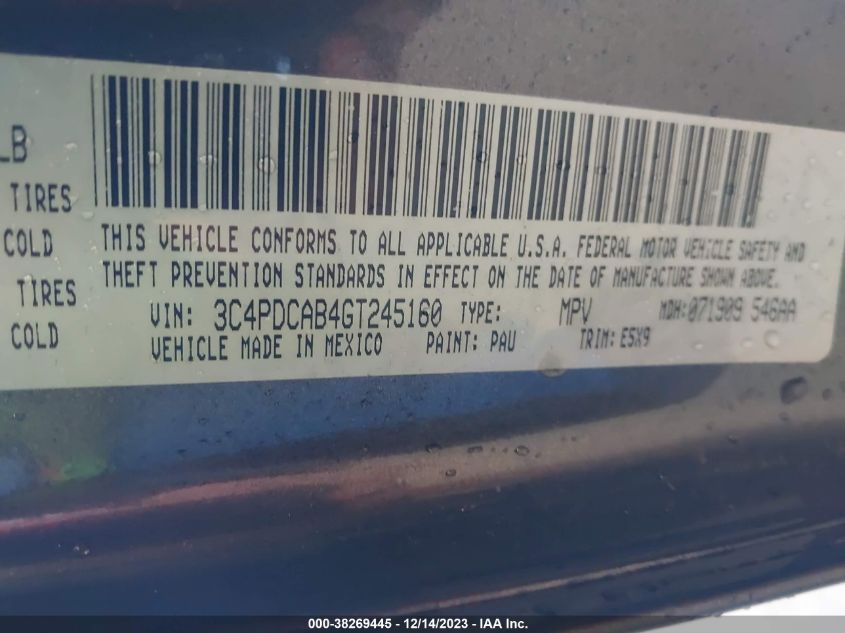 LB
TIRES
COLD
TIRES
COLD
THIS VEHICLE CONFORMS TO ALL APPLICABLE U.S.A. FEDERAL MOTOR VEHICLE SAFETY AND
THEFT PREVENTION STANDARDS IN EFFECT ON THE DATE OF MANUFACTURE SHOWN ABOVE.
VIN: 3C4PDCAB4GT245160 TYPE: MPV MDH:071909 546AA
VEHICLE MADE IN MEXICO PAINT: PAU TRIM: E5X9
000-38269445 - 12/14/2023 - IAA Inc.